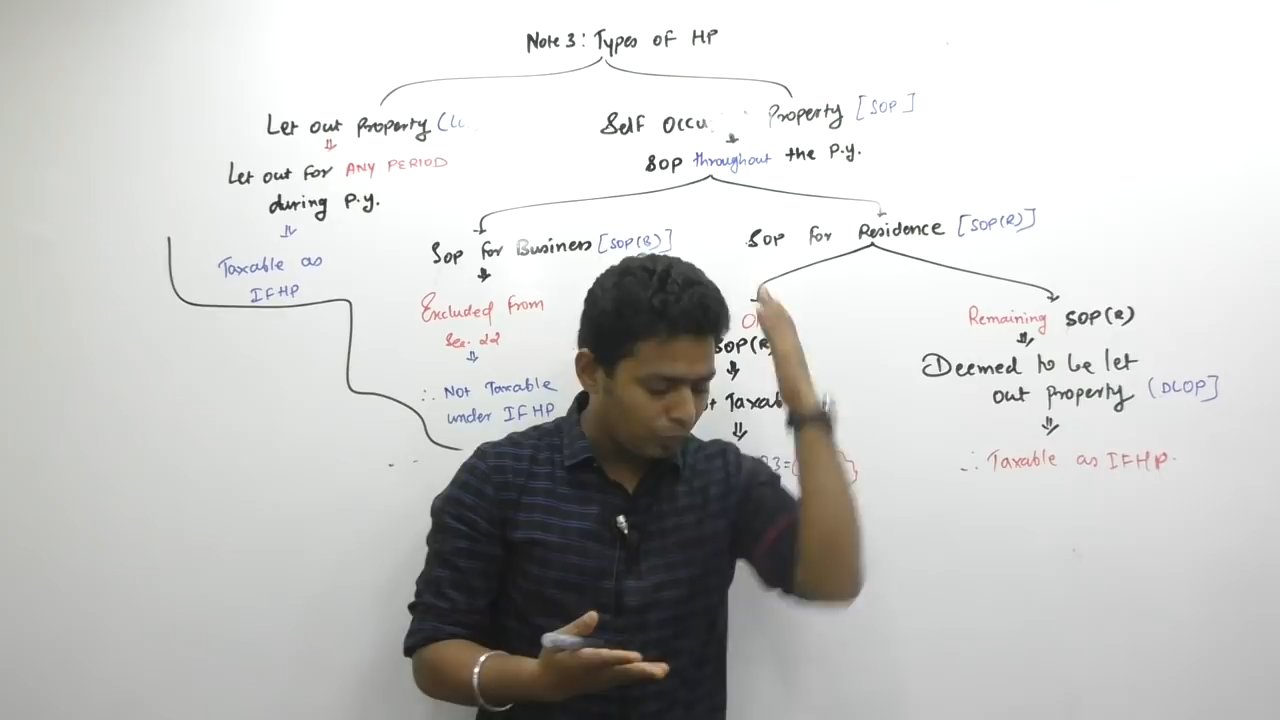 Note 3: Types of HP
Let out Property
Let out For ANY PERIOD
during P.y.
Taxable as
IFHP
Self Occu Property [SOP]
SOP throughout the P.y.
SOP for Business [SOP(B)]
Excluded from
Sec. 22
∴ Not Taxable
under IFHP
SOP for Residence [SOP(R)]
SOP(R)
Taxab
Remaining SOP(R)
Deemed to be let
out Property (DLOP]
∴ Taxable as IFHP.